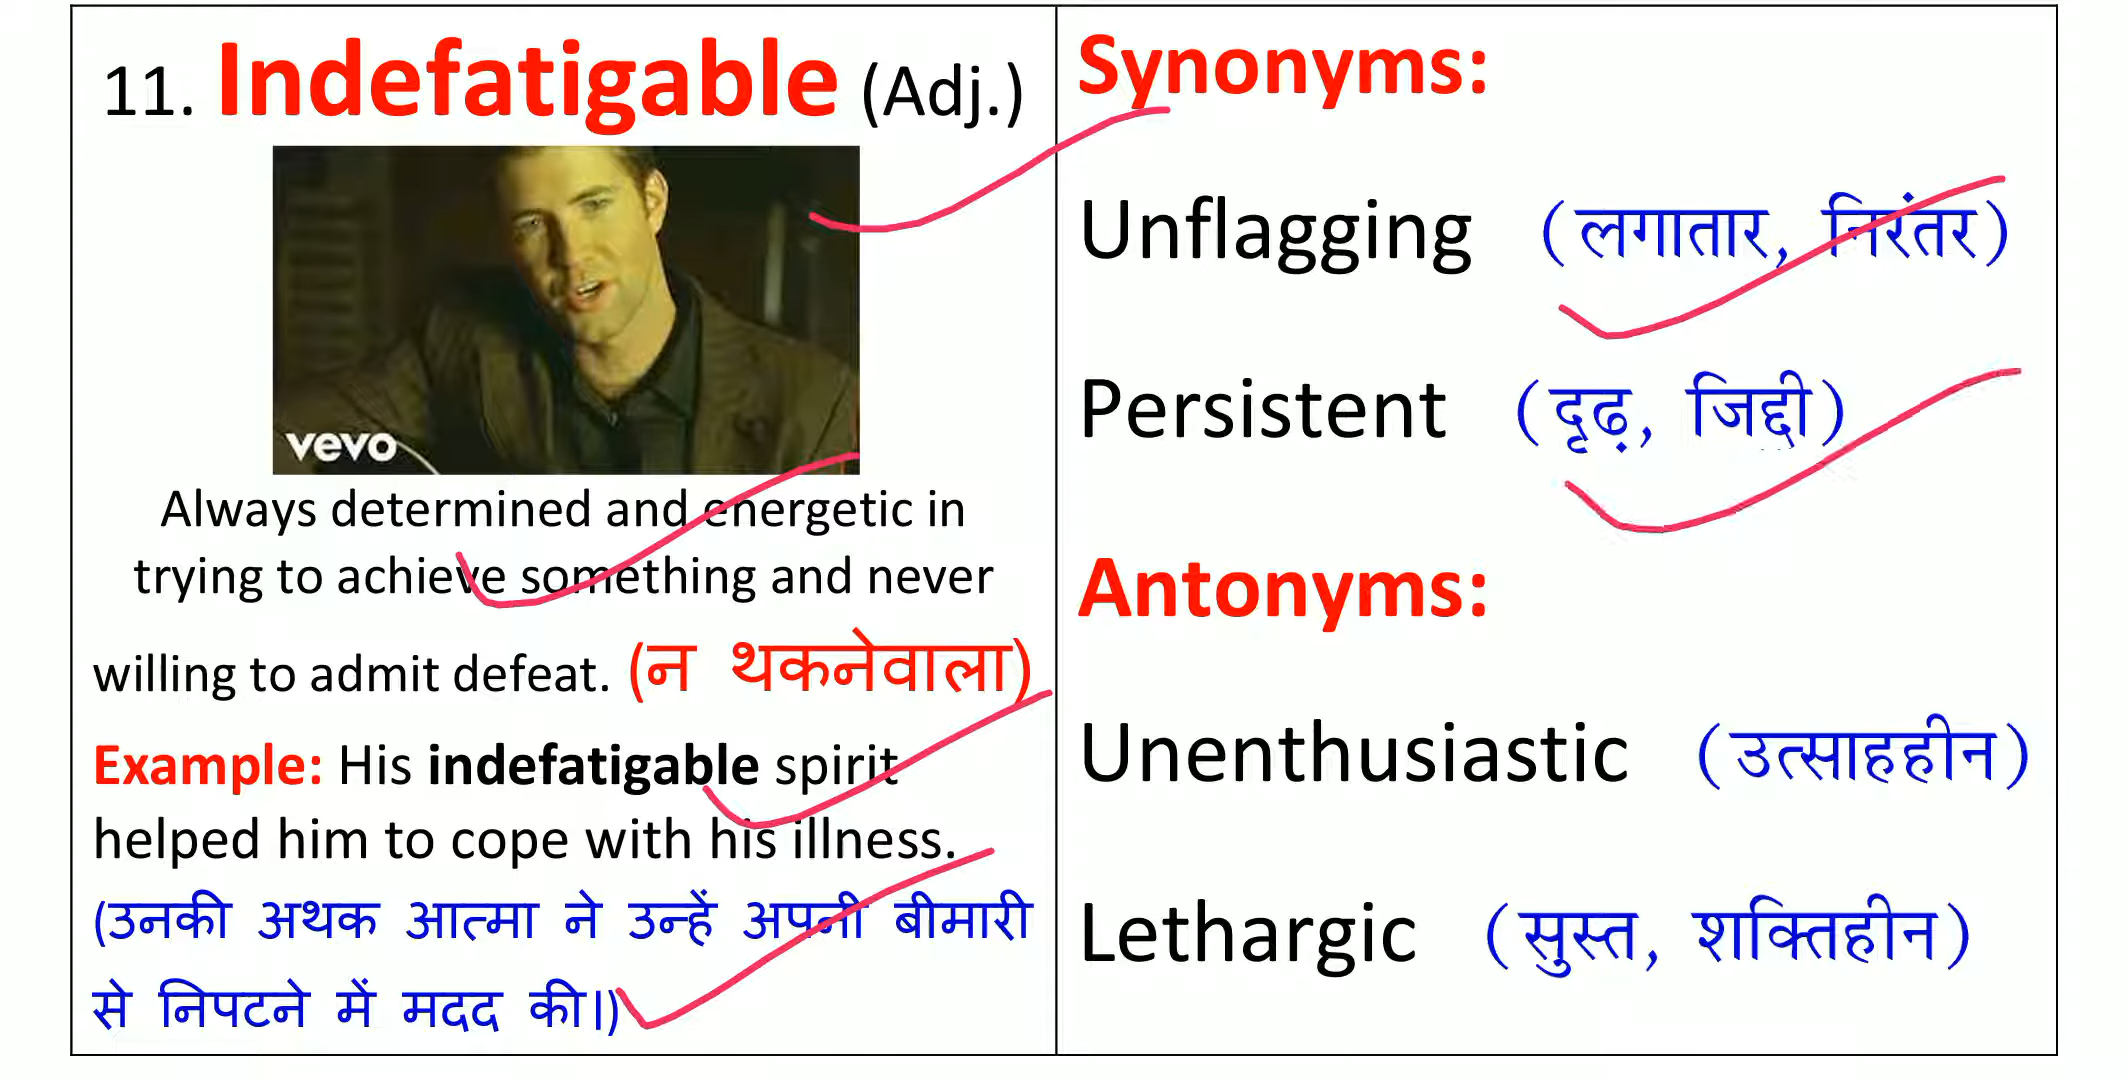 11. Indefatigable (Adj.)
vevo
Always determined and energetic in
trying to achieve something and never
willing to admit defeat. (न थकनेवाला)
Example: His indefatigable spirit
helped him to cope with his illness.
(उनकी अथक आत्मा ने उन्हें अपनी बीमारी
से निपटने में मदद की।)
Synonyms:
Unflagging (लगातार, निरंतर)
Persistent (दृढ़, जिद्दी)
Antonyms:
Unenthusiastic (उत्साहहीन)
Lethargic (सुस्त, शक्तिहीन)